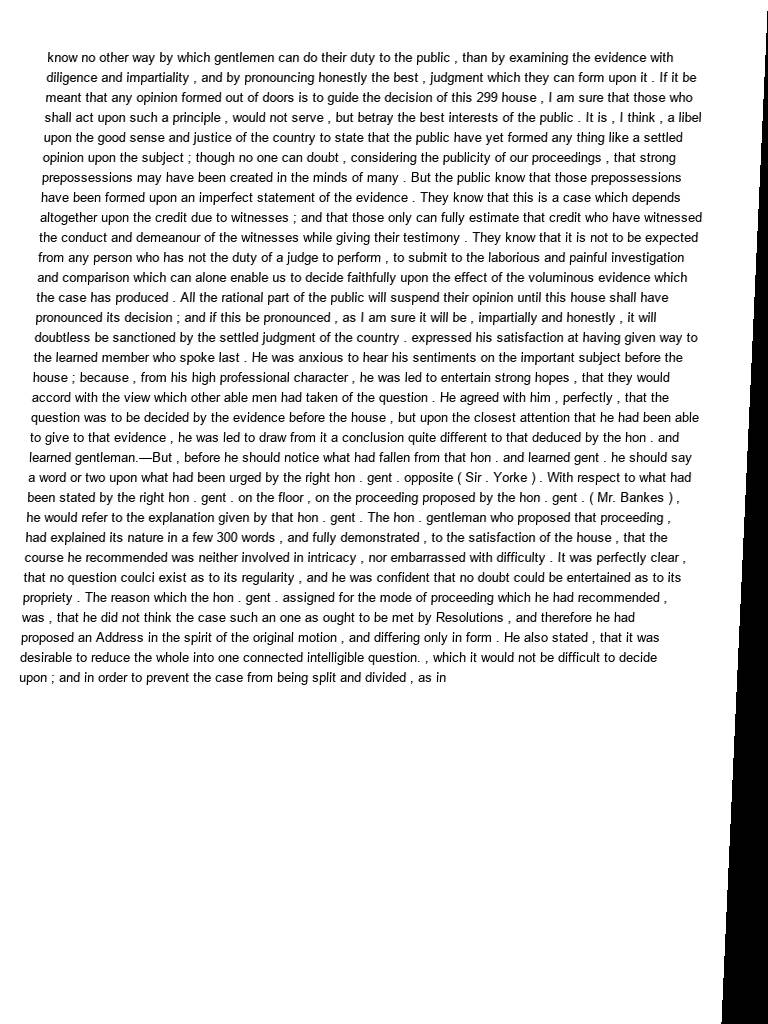 know no other way by which gentlemen can do their duty to the public , than by examining the evidence with
diligence and impartiality , and by pronouncing honestly the best , judgment which they can form upon it . If it be
meant that any opinion formed out of doors is to guide the decision of this 299 house , I am sure that those who
shall act upon such a principle , would not serve , but betray the best interests of the public . It is , I think , a libel
upon the good sense and justice of the country to state that the public have yet formed any thing like a settled
opinion upon the subject ; though no one can doubt , considering the publicity of our proceedings , that strong
prepossessions may have been created in the minds of many . But the public know that those prepossessions
have been formed upon an imperfect statement of the evidence . They know that this is a case which depends
altogether upon the credit due to witnesses ; and that those only can fully estimate that credit who have witnessed
the conduct and demeanour of the witnesses while giving their testimony . They know that it is not to be expected
from any person who has not the duty of a judge to perform , to submit to the laborious and painful investigation
and comparison which can alone enable us to decide faithfully upon the effect of the voluminous evidence which
the case has produced . All the rational part of the public will suspend their opinion until this house shall have
pronounced its decision ; and if this be pronounced , as I am sure it will be , impartially and honestly , it will
doubtless be sanctioned by the settled judgment of the country . expressed his satisfaction at having given way to
the learned member who spoke last . He was anxious to hear his sentiments on the important subject before the
house ; because , from his high professional character , he was led to entertain strong hopes , that they would
accord with the view which other able men had taken of the question . He agreed with him , perfectly , that the
question was to be decided by the evidence before the house , but upon the closest attention that he had been able
to give to that evidence , he was led to draw from it a conclusion quite different to that deduced by the hon . and
learned gentleman.—But , before he should notice what had fallen from that hon . and learned gent . he should say
a word or two upon what had been urged by the right hon . gent . opposite ( Sir . Yorke ) . With respect to what had
been stated by the right hon . gent . on the floor , on the proceeding proposed by the hon . gent . ( Mr. Bankes ) ,
he would refer to the explanation given by that hon . gent . The hon . gentleman who proposed that proceeding ,
had explained its nature in a few 300 words , and fully demonstrated , to the satisfaction of the house , that the
course he recommended was neither involved in intricacy , nor embarrassed with difficulty . It was perfectly clear ,
that no question coulci exist as to its regularity , and he was confident that no doubt could be entertained as to its
propriety . The reason which the hon . gent . assigned for the mode of proceeding which he had recommended ,
was , that he did not think the case such an one as ought to be met by Resolutions , and therefore he had
proposed an Address in the spirit of the original motion , and differing only in form . He also stated , that it was
desirable to reduce the whole into one connected intelligible question. , which it would not be difficult to decide
upon ; and in order to prevent the case from being split and divided , as in